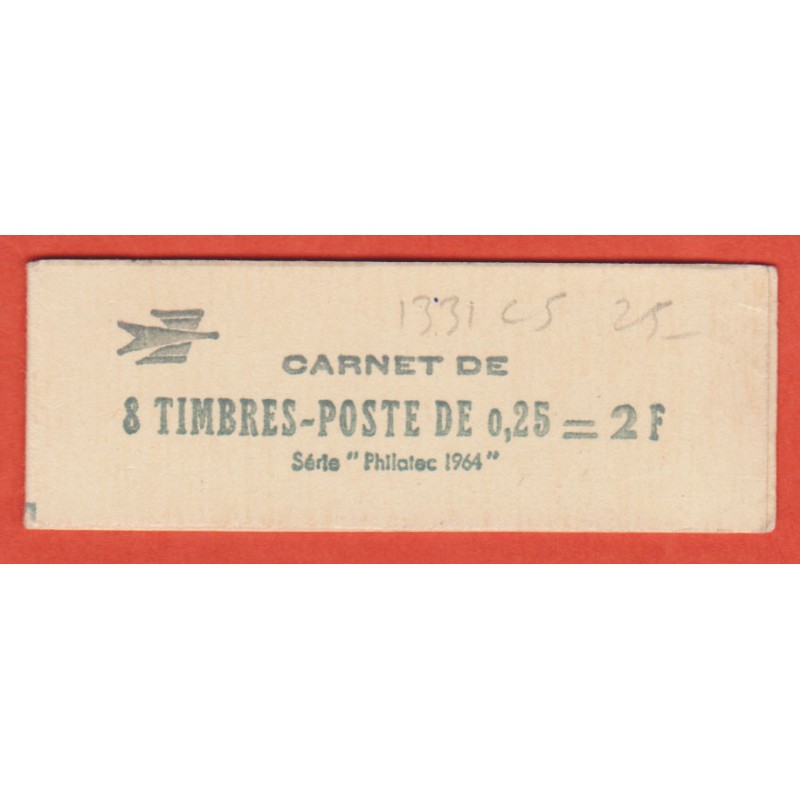 1331 C5 25-
CARNET DE
8 TIMBRES-POSTE DE 0,25 = 2 F
Série "Philatec 1964"